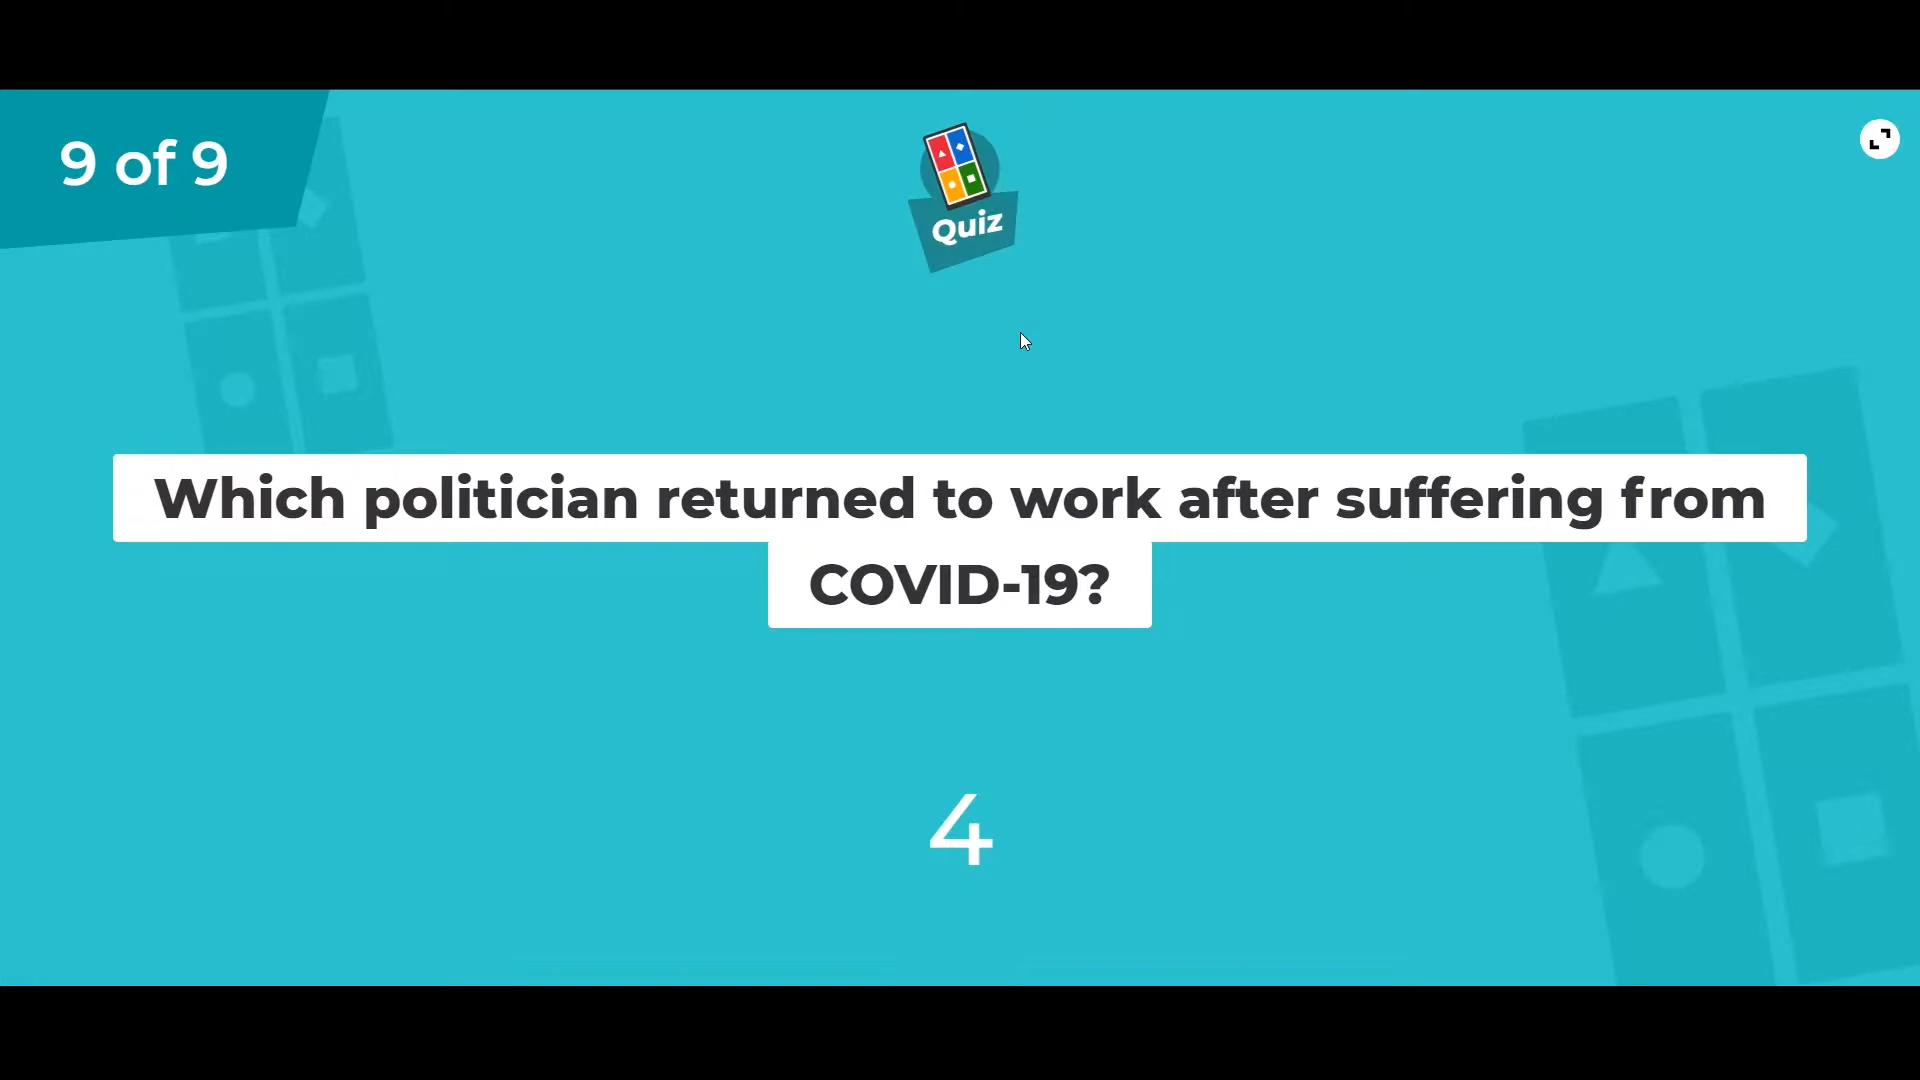 9 of 9
Quiz
Which politician returned to work after suffering from
COVID-19?
4